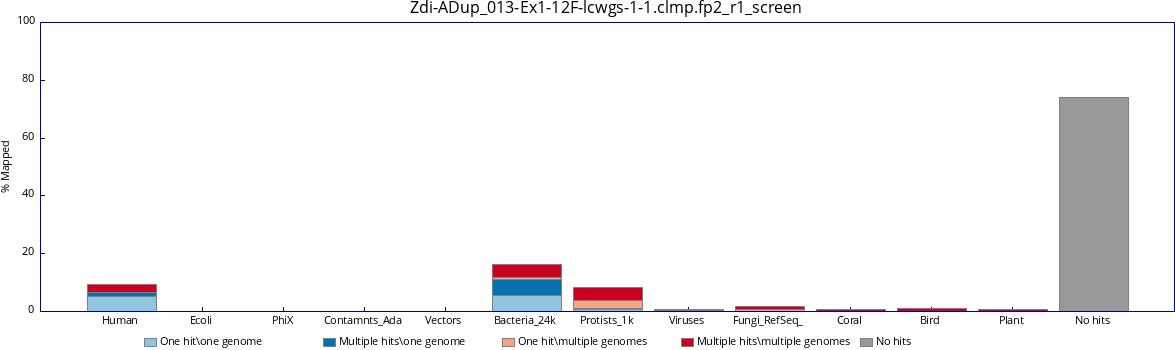 Zdi-ADup_013-Ex1-12F-lcwgs-1-1.clmp.fp2_r1_screen
100
80
60
40
20
0
% Mapped
Human Ecoli PhiX Contamnts_Ada Vectors Bacteria_24k Protists_1k Viruses Fungi_RefSeq_ Coral Bird Plant No hits
One hit\one genome Multiple hits\one genome One hit\multiple genomes Multiple hits\multiple genomes No hits